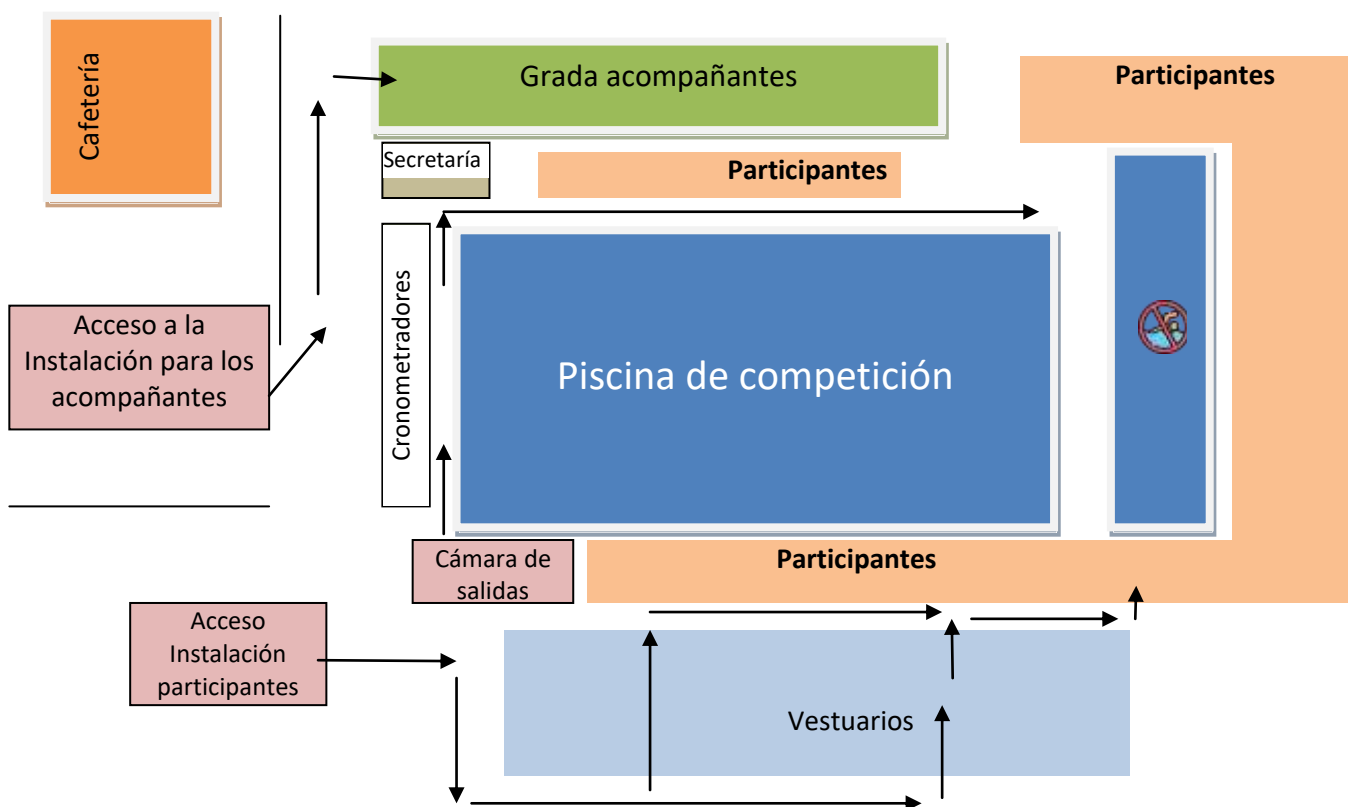 Cafetería
Grada acompañantes
Participantes
Secretaría
Participantes
Acceso a la
Instalación para los
acompañantes
Cronometradores
Piscina de competición
Cámara de
salidas
Participantes
Acceso
Instalación
participantes
Vestuarios